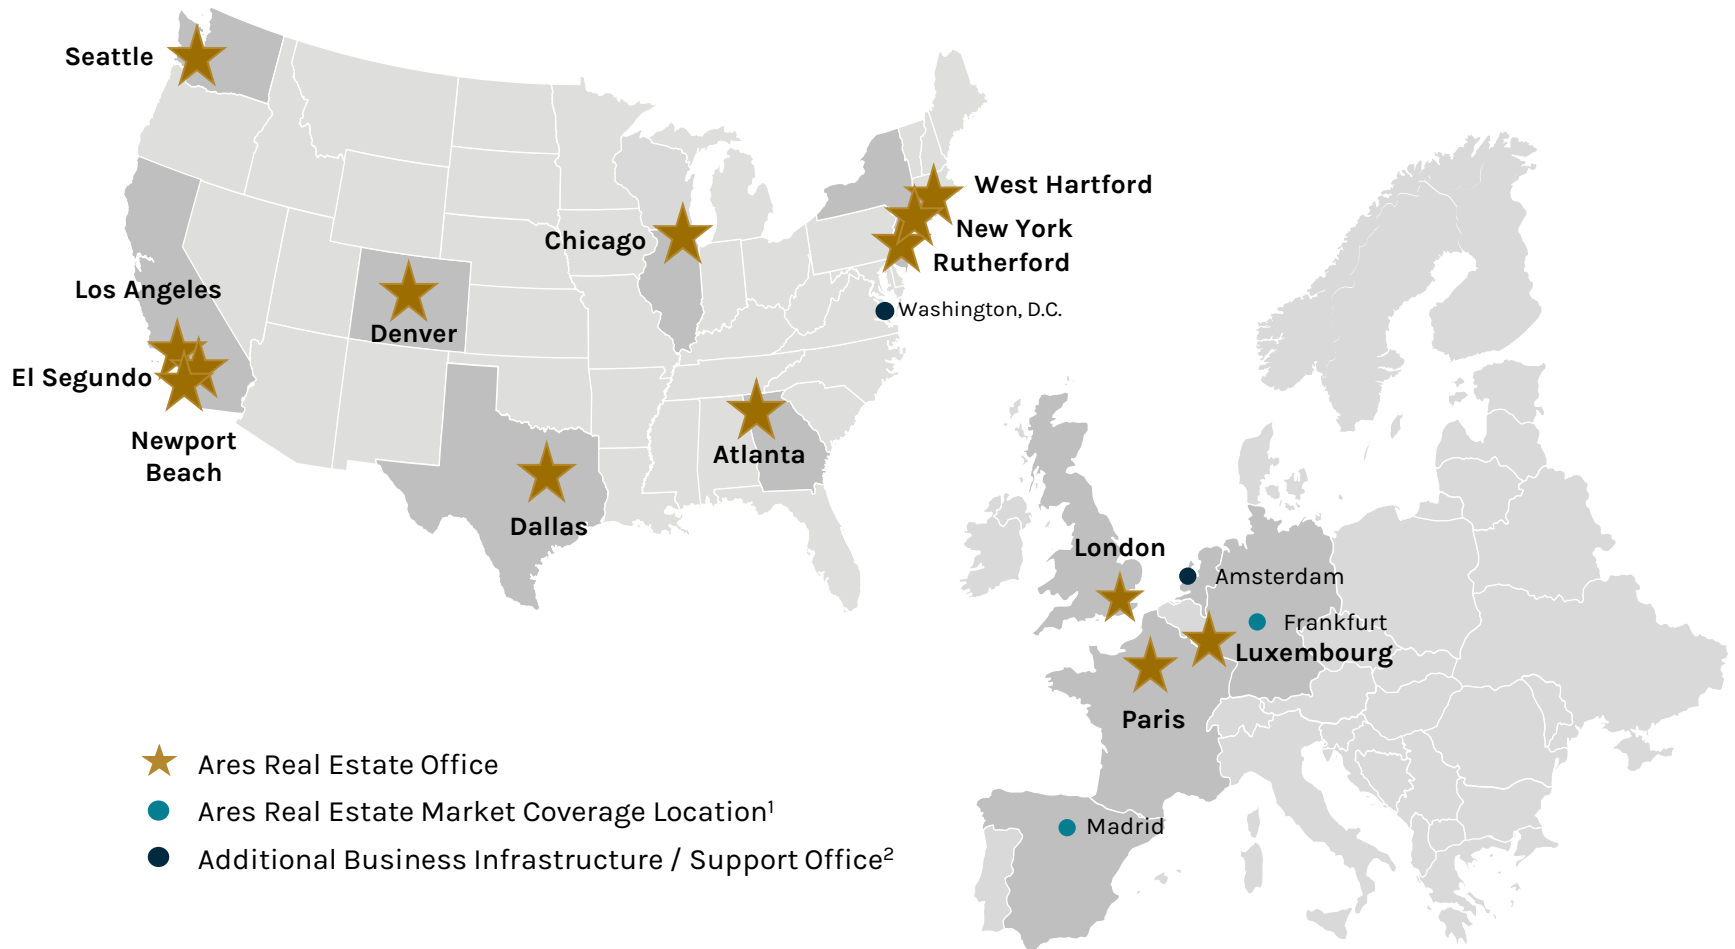 Seattle
West Hartford
New York
Chicago
Rutherford
Los Angeles
Washington, D.C.
Denver
El Segundo
Newport
Beach
Atlanta
Dallas
London
Amsterdam
Frankfurt
Luxembourg
Paris
Madrid
Ares Real Estate Office
Ares Real Estate Market Coverage Location¹
Additional Business Infrastructure / Support Office²